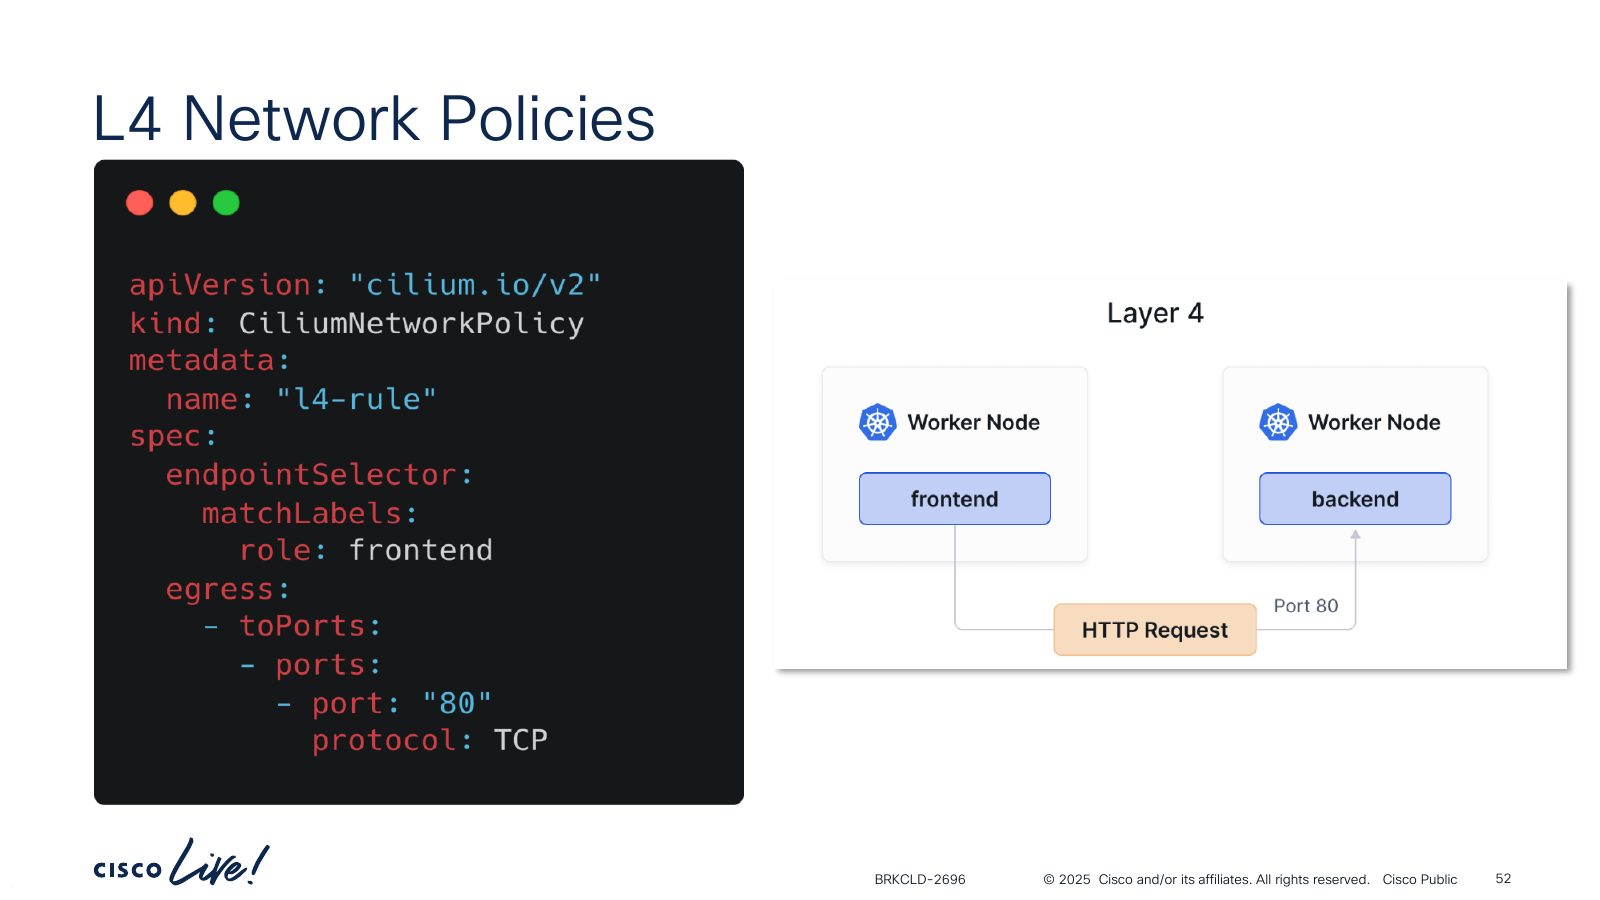 L4 Network Policies
apiVersion: "cilium.io/v2"
kind: CiliumNetworkPolicy
metadata:
  name: "l4-rule"
spec:
  endpointSelector:
    matchLabels:
      role: frontend
  egress:
    - toPorts:
      - ports:
        - port: "80"
          protocol: TCP
Layer 4
Worker Node
frontend
Worker Node
backend
HTTP Request
Port 80
CISCO Live!
BRKCLD-2696
© 2025 Cisco and/or its affiliates. All rights reserved. Cisco Public
52